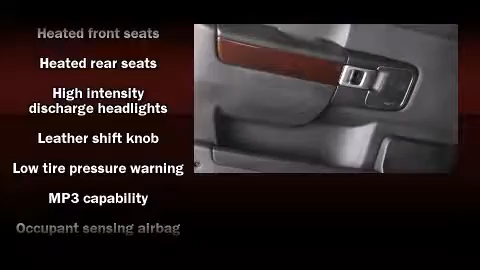 Heated front seats
Heated rear seats
High intensity
discharge headlights
Leather shift knob
Low tire pressure warning
MP3 capability
Occupant sensing airbag